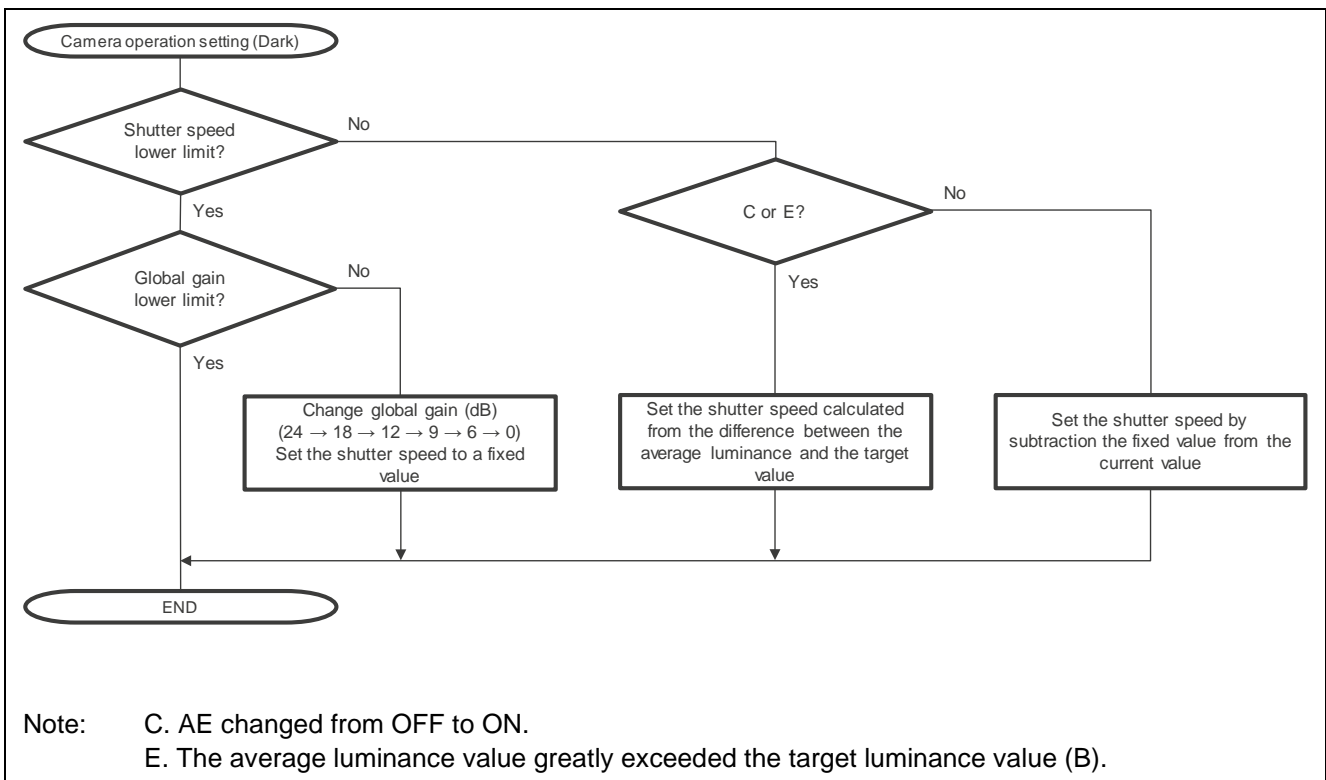 Camera operation setting (Dark)
Shutter speed
lower limit?
No
Yes
C or E?
No
Yes
Global gain
lower limit?
No
Yes
Change global gain (dB)
(24 → 18 → 12 → 9 → 6 → 0)
Set the shutter speed to a fixed
value
Set the shutter speed calculated
from the difference between the
average luminance and the target
value
Set the shutter speed by
subtraction the fixed value from the
current value
END
Note: C. AE changed from OFF to ON.
E. The average luminance value greatly exceeded the target luminance value (B).